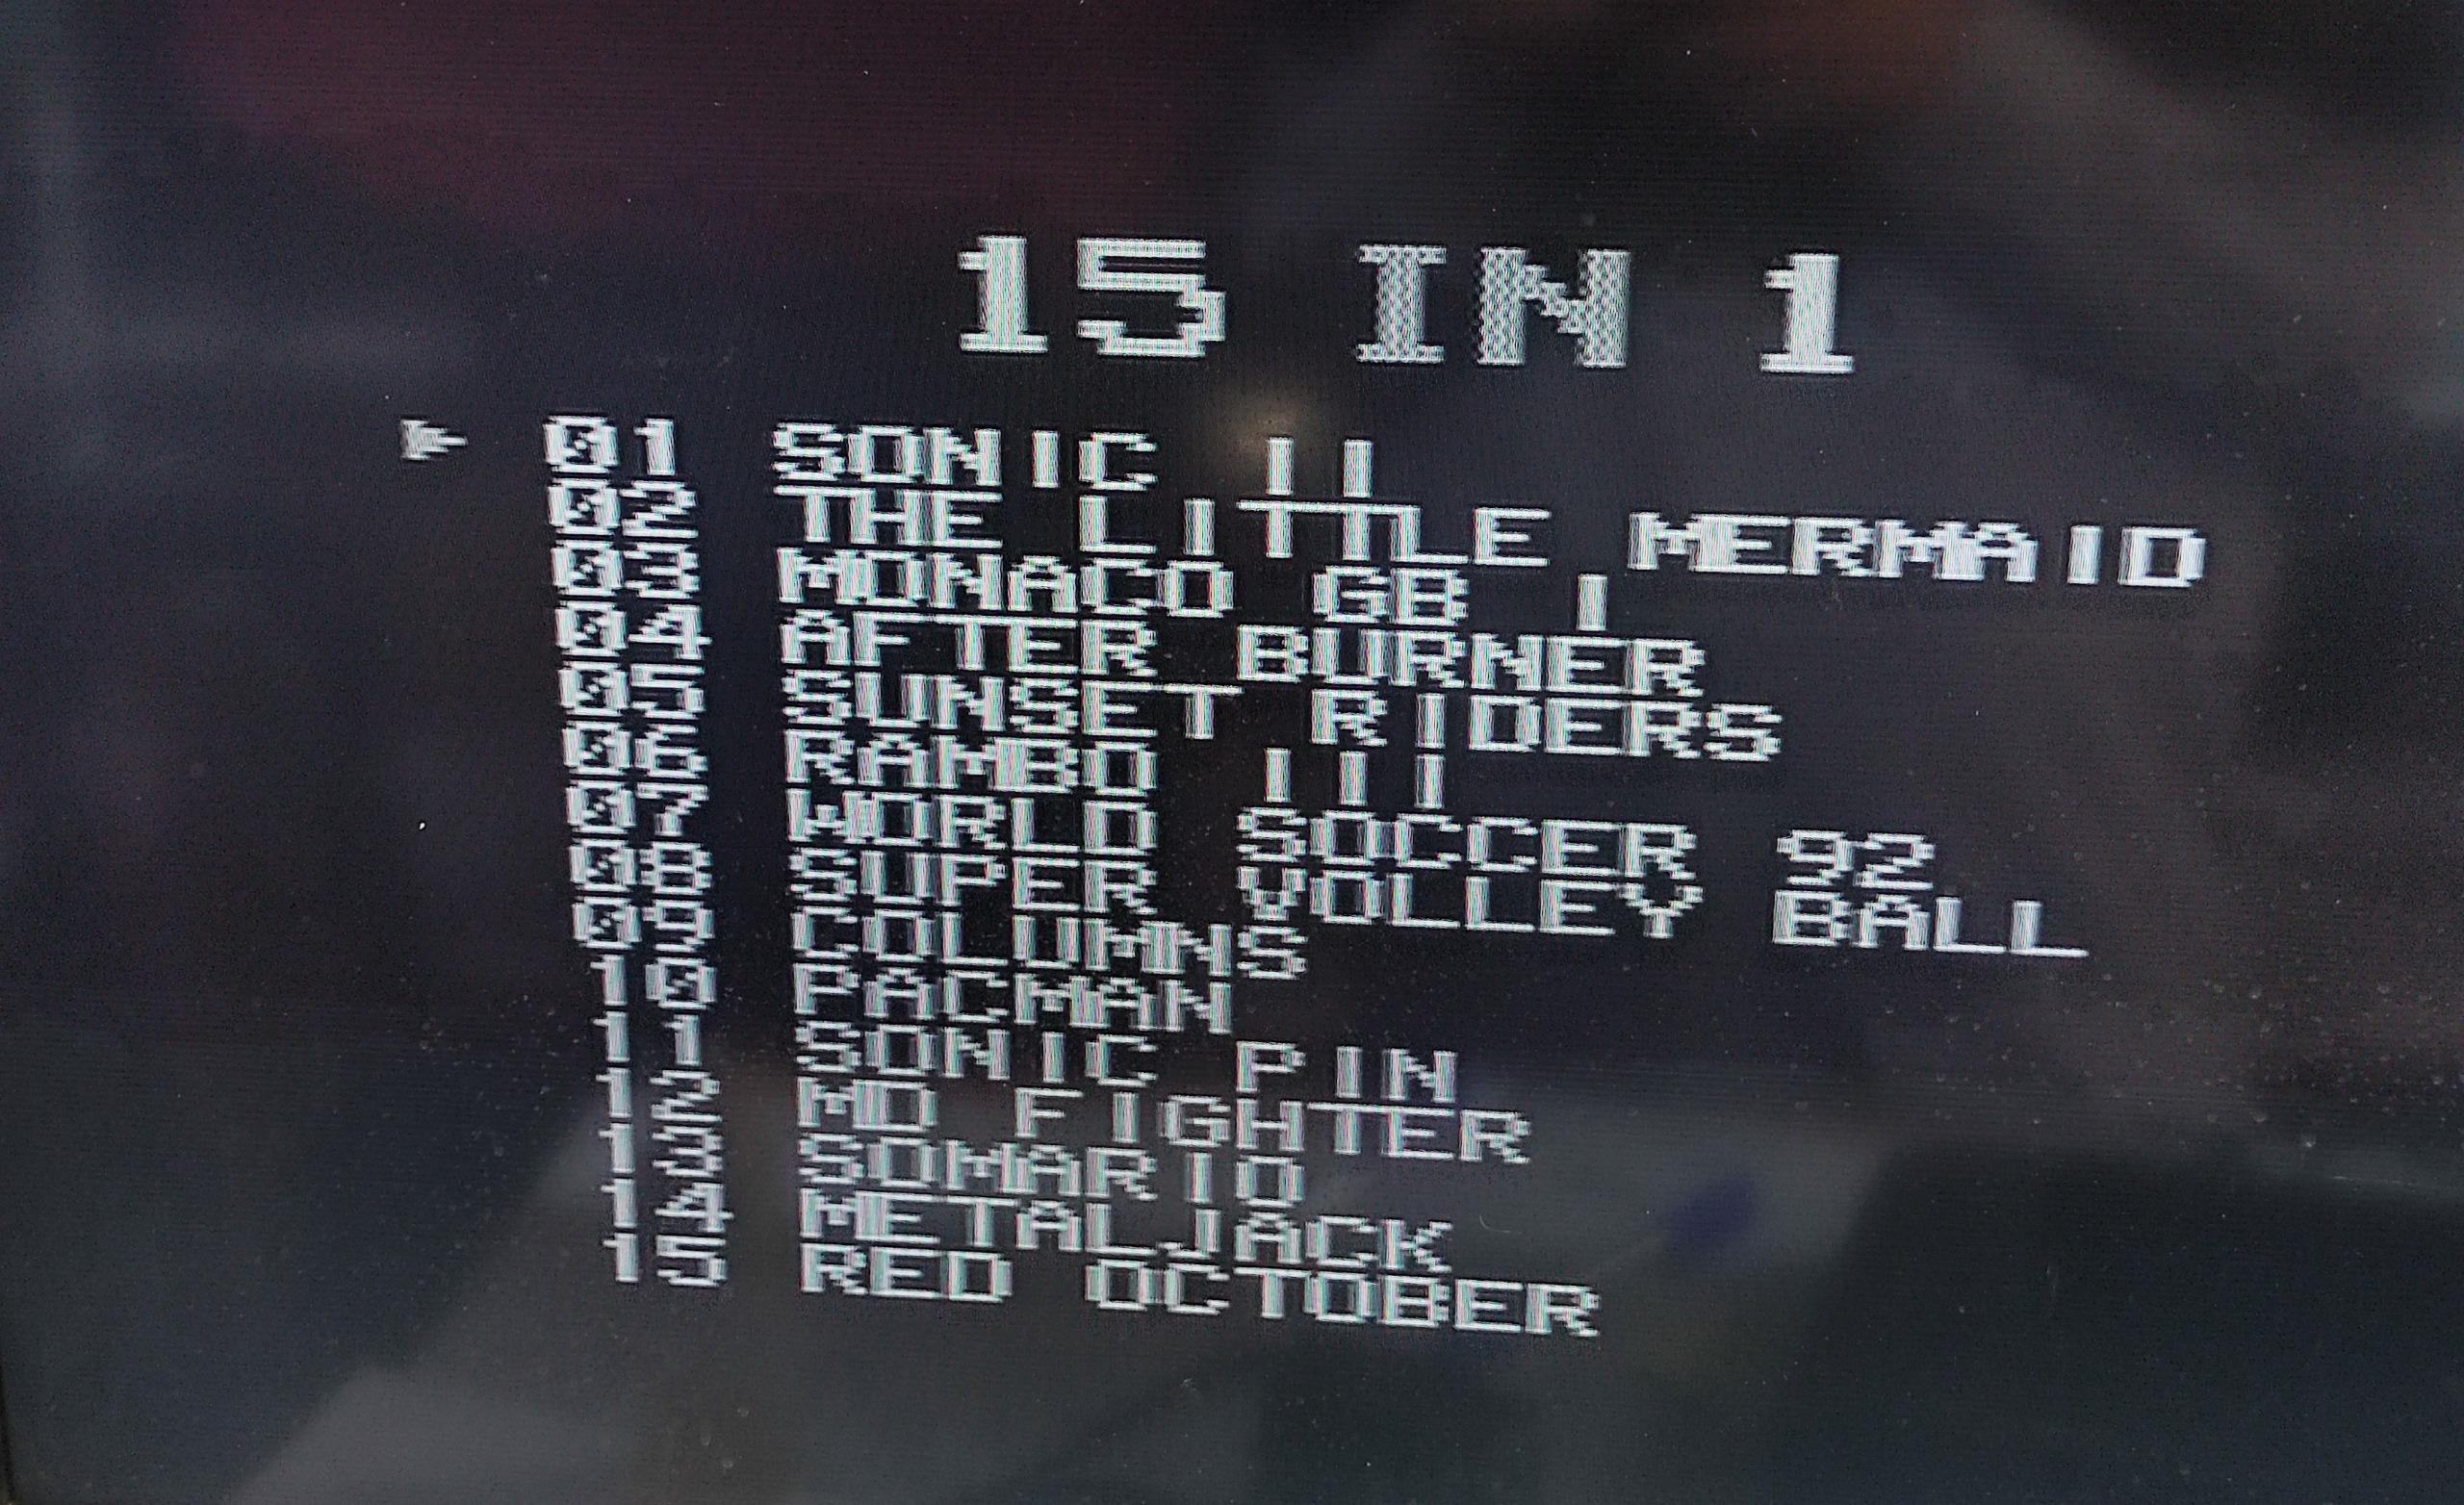 15 IN 1
01 SONIC II
02 THE LITTLE MERMAID
03 MONACO GB I
04 AFTER BURNER
05 SUNSET RIDERS
06 RAMBO III
07 WORLD SOCCER 92
08 SUPER VOLLEY BALL
09 COLUMNS
10 PACMAN
11 SONIC PIN
12 MD FIGHTER
13 SOMARIO
14 METALJACK
15 RED OCTOBER